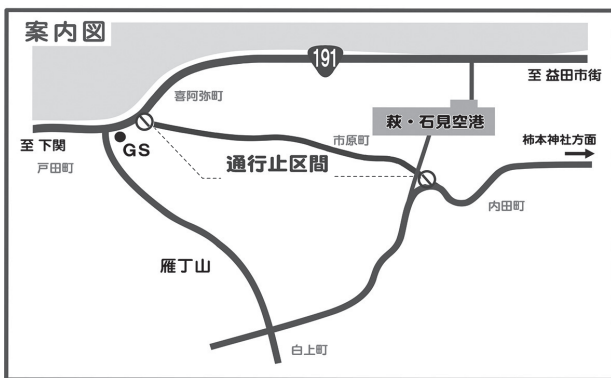 案内図
191
至 益田市街
喜阿弥町
萩・石見空港
市原町
柿本神社方面
至 下関
GS
通行止区間
戸田町
内田町
雁丁山
白上町